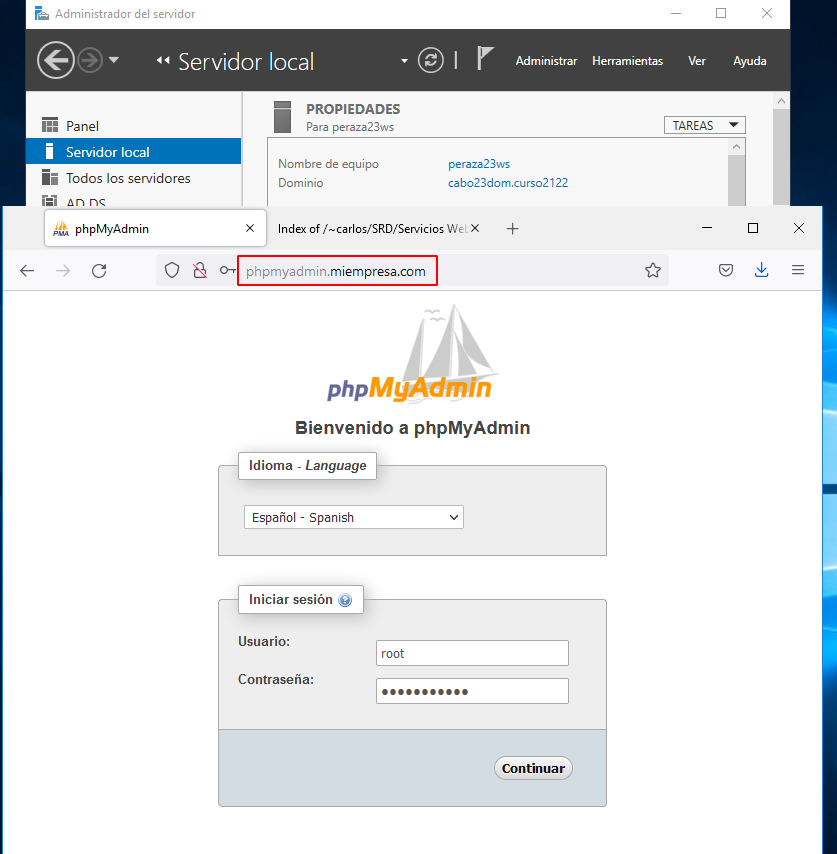 Administrador del servidor
Servidor local
Administrar Herramientas Ver Ayuda
Panel
Servidor local
Todos los servidores
AD DS
PROPIEDADES
Para peraza23ws
TAREAS
Nombre de equipo peraza23ws
Dominio cabo23dom.curso2122
PMA phpMyAdmin
Index of /~carlos/SRD/Servicios Wel
phpmyadmin.miempresa.com
phpMyAdmin
Bienvenido a phpMyAdmin
Idioma - Language
Español - Spanish
Iniciar sesión
Usuario: root
Contraseña: ●●●●●●●●●●●
Continuar